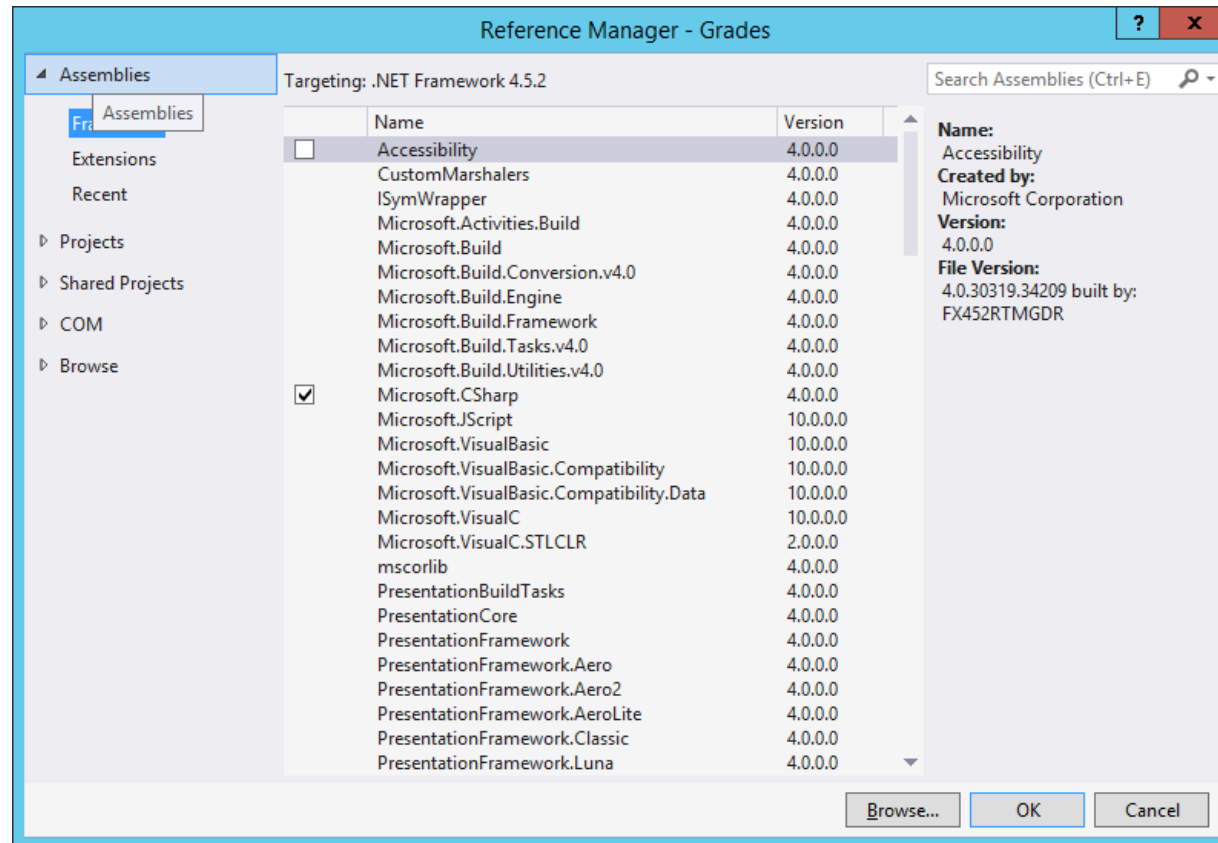 Reference Manager - Grades
?
x
Assemblies
Assemblies
Extensions
Recent
Projects
Shared Projects
COM
Browse
Targeting: .NET Framework 4.5.2
Name Version
Accessibility 4.0.0.0
CustomMarshalers 4.0.0.0
ISymWrapper 4.0.0.0
Microsoft.Activities.Build 4.0.0.0
Microsoft.Build 4.0.0.0
Microsoft.Build.Conversion.v4.0 4.0.0.0
Microsoft.Build.Engine 4.0.0.0
Microsoft.Build.Framework 4.0.0.0
Microsoft.Build.Tasks.v4.0 4.0.0.0
Microsoft.Build.Utilities.v4.0 4.0.0.0
Microsoft.CSharp 4.0.0.0
Microsoft.JScript 10.0.0.0
Microsoft.VisualBasic 10.0.0.0
Microsoft.VisualBasic.Compatibility 10.0.0.0
Microsoft.VisualBasic.Compatibility.Data 10.0.0.0
Microsoft.VisualC 10.0.0.0
Microsoft.VisualC.STLCLR 2.0.0.0
mscorlib 4.0.0.0
PresentationBuildTasks 4.0.0.0
PresentationCore 4.0.0.0
PresentationFramework 4.0.0.0
PresentationFramework.Aero 4.0.0.0
PresentationFramework.Aero2 4.0.0.0
PresentationFramework.AeroLite 4.0.0.0
PresentationFramework.Classic 4.0.0.0
PresentationFramework.Luna 4.0.0.0
Search Assemblies (Ctrl+E)
Name:
Accessibility
Created by:
Microsoft Corporation
Version:
4.0.0.0
File Version:
4.0.30319.34209 built by:
FX452RTMGDR
Browse... OK Cancel